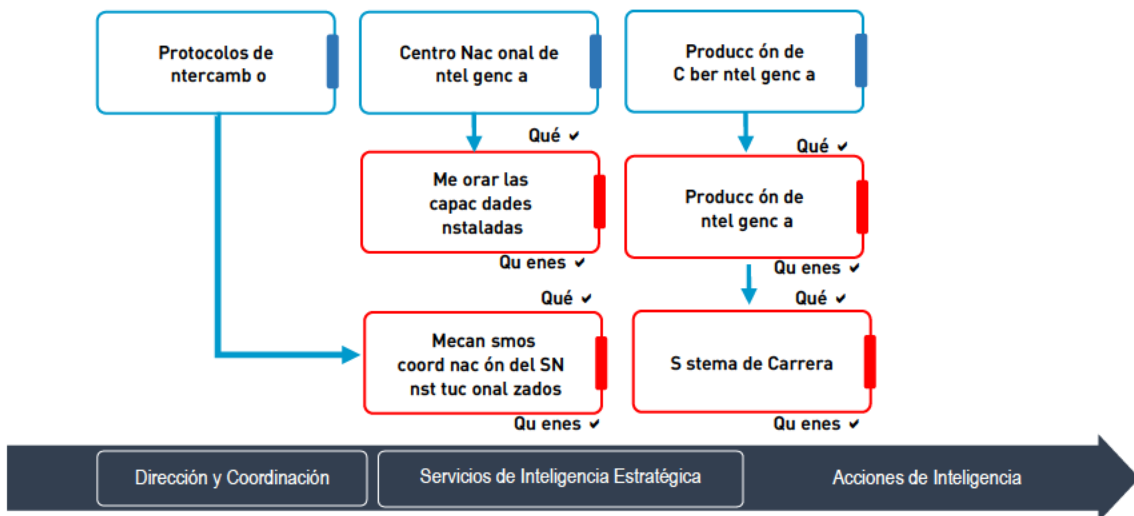 Protocolos de
ntercamb o
Centro Nac onal de
ntel genc a
Producc ón de
C ber ntel genc a
Qué ✓
Qué ✓
Me orar las
capac dades
nstaladas
Producc ón de
ntel genc a
Qu enes ✓
Qu enes ✓
Qué ✓
Qué ✓
Mecan smos
coord nac ón del SN
nst tuc onal zados
S stema de Carrera
Qu enes ✓
Qu enes ✓
Dirección y Coordinación
Servicios de Inteligencia Estratégica
Acciones de Inteligencia